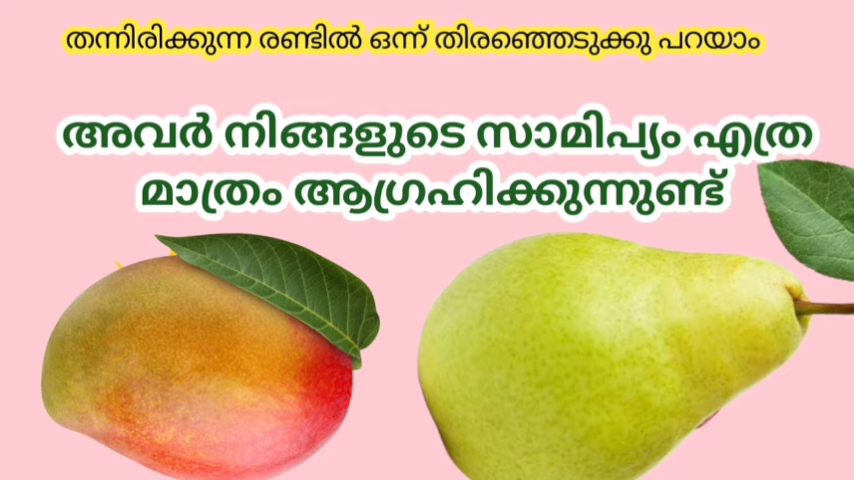 തന്നിരിക്കുന്ന രണ്ടിൽ ഒന്ന് തിരഞ്ഞെടുക്കു പറയാം
അവർ നിങ്ങളുടെ സാമിപ്യം എത്ര
മാത്രം ആഗ്രഹിക്കുന്നുണ്ട്